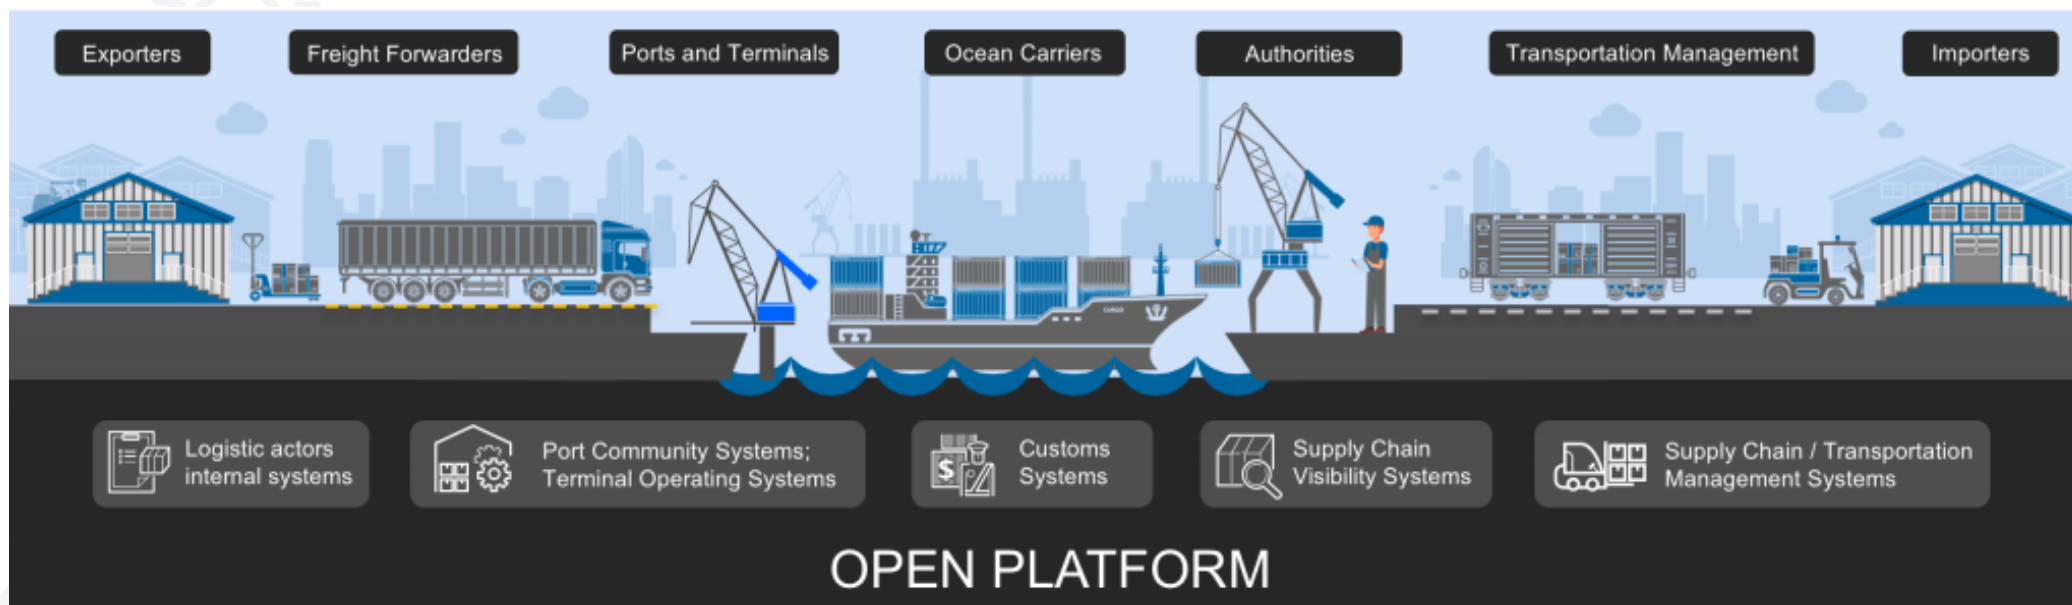 Exporters
Freight Forwarders
Ports and Terminals
Ocean Carriers
Authorities
Transportation Management
Importers
CARGO
Logistic actors
internal systems
Port Community Systems;
Terminal Operating Systems
$
Customs
Systems
Supply Chain
Visibility Systems
Supply Chain / Transportation
Management Systems
OPEN PLATFORM